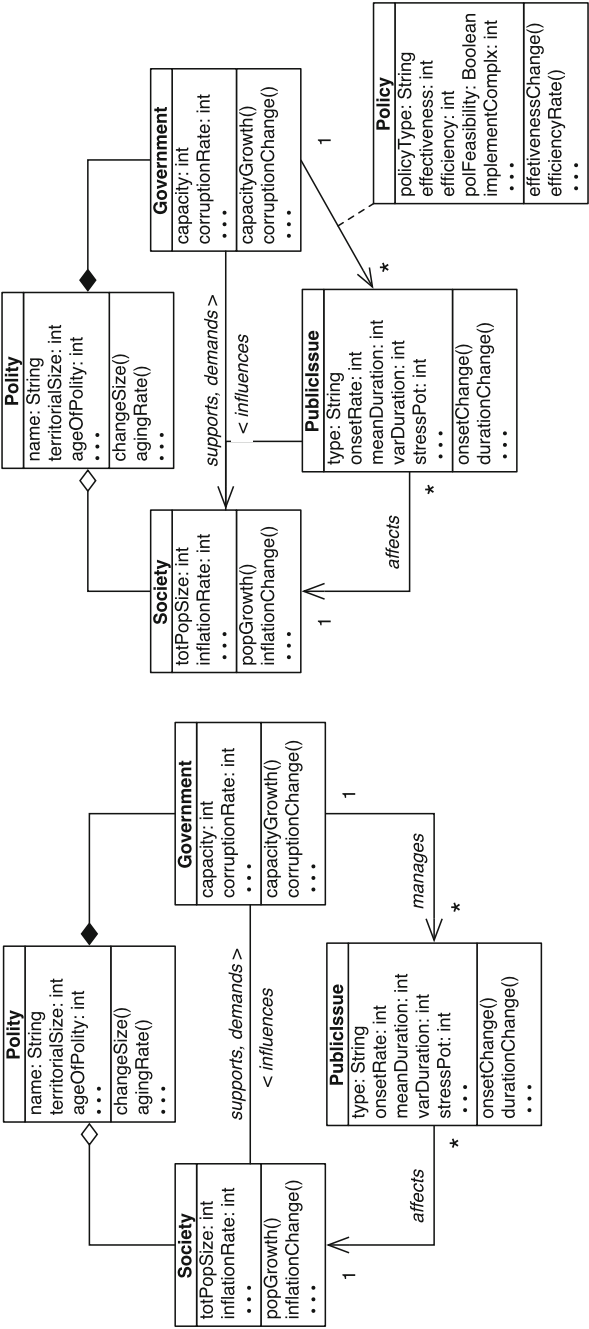 Polity
name: String
territorialSize: int
ageOfPolity: int
...
changeSize()
agingRate()
...
Society
totPopSize: int
inflationRate: int
...
popGrowth()
inflationChange()
...
supports, demands >
< influences
Government
capacity: int
corruptionRate: int
...
capacityGrowth()
corruptionChange()
...
1
affects
*
PublicIssue
type: String
onsetRate: int
meanDuration: int
varDuration: int
stressPot: int
...
onsetChange()
durationChange()
...
*
manages
1
Polity
name: String
territorialSize: int
ageOfPolity: int
...
changeSize()
agingRate()
...
Society
totPopSize: int
inflationRate: int
...
popGrowth()
inflationChange()
...
supports, demands >
< influences
Government
capacity: int
corruptionRate: int
...
capacityGrowth()
corruptionChange()
...
1
affects
*
PublicIssue
type: String
onsetRate: int
meanDuration: int
varDuration: int
stressPot: int
...
onsetChange()
durationChange()
...
*
1
Policy
policyType: String
effectiveness: int
efficiency: int
polFeasibility: Boolean
implementComplx: int
...
effetivenessChange()
efficiencyRate()
...